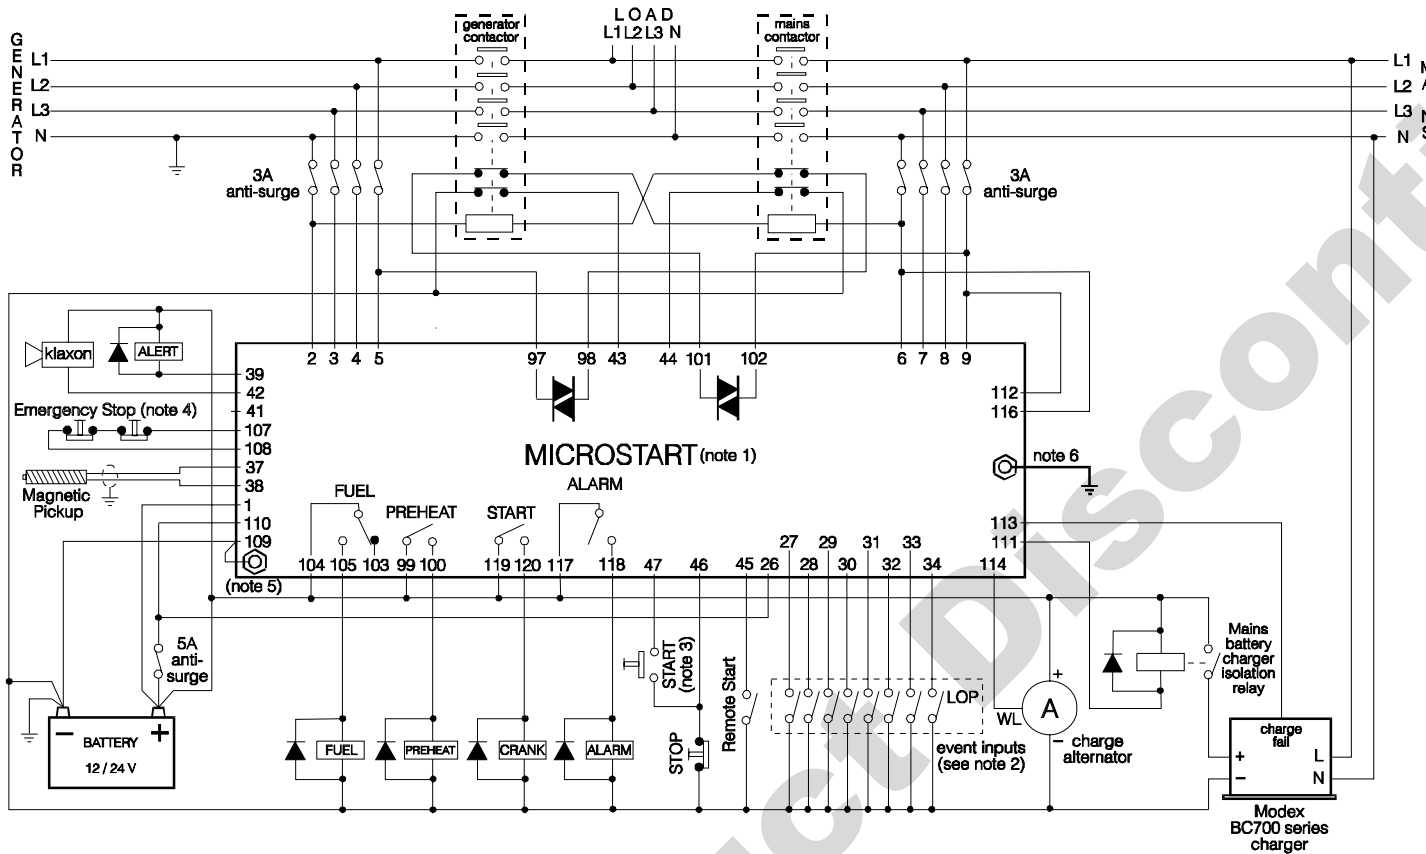 GENERATOR
L1
L2
L3
N
generator
contactor
LOAD
L1 L2 L3 N
mains
contactor
L1
L2
L3
N
3A
anti-surge
3A
anti-surge
klaxon
ALERT
2 3 4 5 97 98 43 44 101 102 6 7 8 9
39
42
41
Emergency Stop (note 4)
107
108
37
38
Magnetic
Pickup
1
110
109
(note 5)
112
116
MICROSTART (note 1)
note 6
113
111
FUEL
PREHEAT
START
ALARM
27 29 31 33
104 105 103 99 100 119 120 117 118 47 46 45 26 28 30 32 34 114
5A
anti-
surge
START
(note 3)
STOP
Remote Start
LOP
event inputs
(see note 2)
WL
A
+
−
charge
alternator
Mains
battery
charger
isolation
relay
− +
BATTERY
12 / 24 V
FUEL
PREHEAT
CRANK
ALARM
charge
fail
+ L
− N
Modex
BC700 series
charger
ct Discont